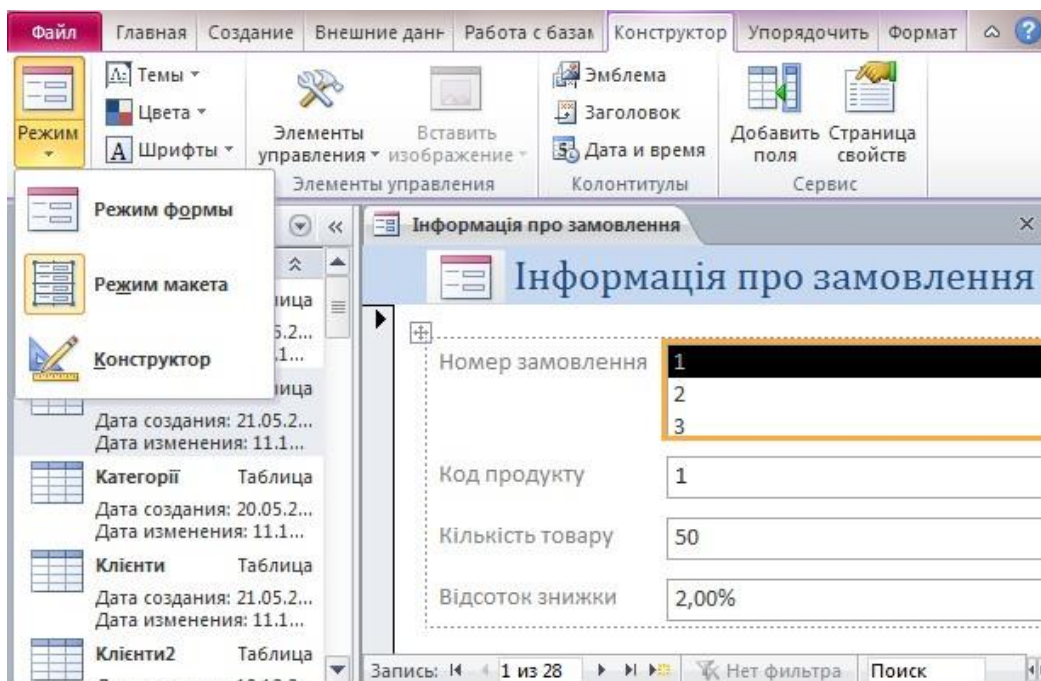 Файл Главная Создание Внешние данн Работа с базам Конструктор Упорядочить Формат
Режим
Темы
Цвета
Шрифты
Элементы управления
Вставить изображение
Элементы управления
Эмблема
Заголовок
Дата и время
Колонтитулы
Добавить поля
Страница свойств
Сервис
Режим формы
Режим макета
Конструктор
Інформація про замовлення
Інформація про замовлення
Номер замовлення 1
2
3
Код продукту 1
Кількість товару 50
Відсоток знижки 2,00%
Дата создания: 21.05.2...
Дата изменения: 11.1...
Категорії Таблица
Дата создания: 20.05.2...
Дата изменения: 11.1...
Клієнти Таблица
Дата создания: 21.05.2...
Дата изменения: 11.1...
Клієнти2 Таблица
Запись: 1 из 28 Нет фильтра Поиск